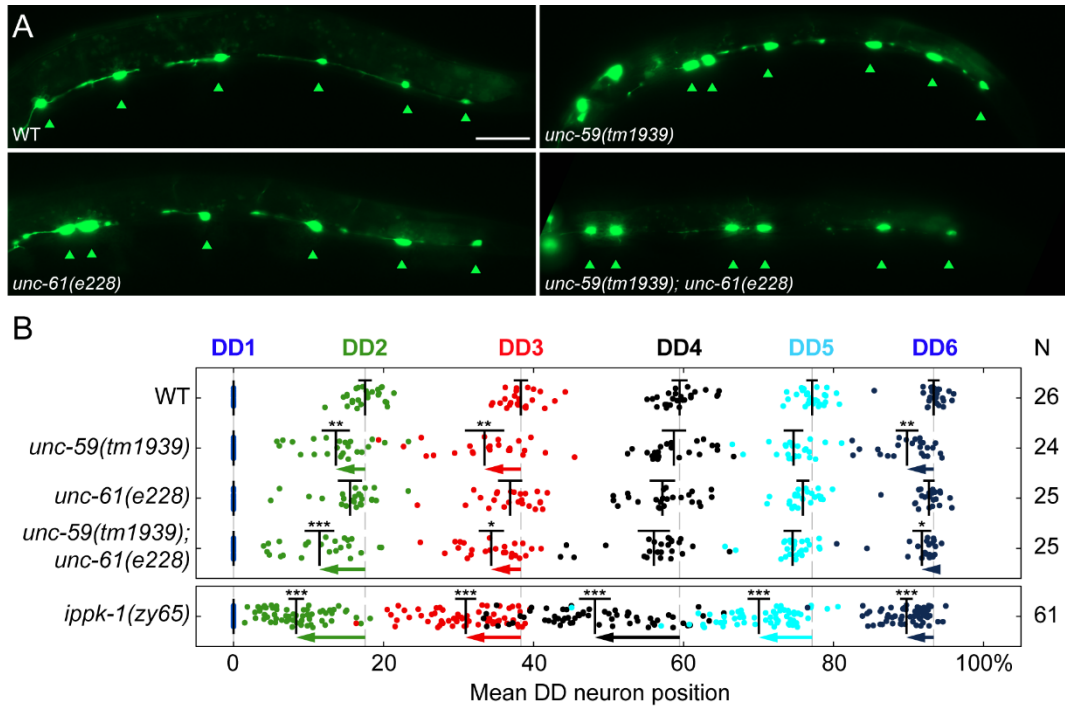 A
WT
unc-59(tm1939)
unc-61(e228)
unc-59(tm1939); unc-61(e228)
B
DD1 DD2 DD3 DD4 DD5 DD6 N
WT 26
** ** **
unc-59(tm1939) 24
unc-61(e228) 25
unc-59(tm1939);
*** * *
unc-61(e228) 25
*** *** *** *** ***
ippk-1(zy65) 61
0 20 40 60 80 100%
Mean DD neuron position